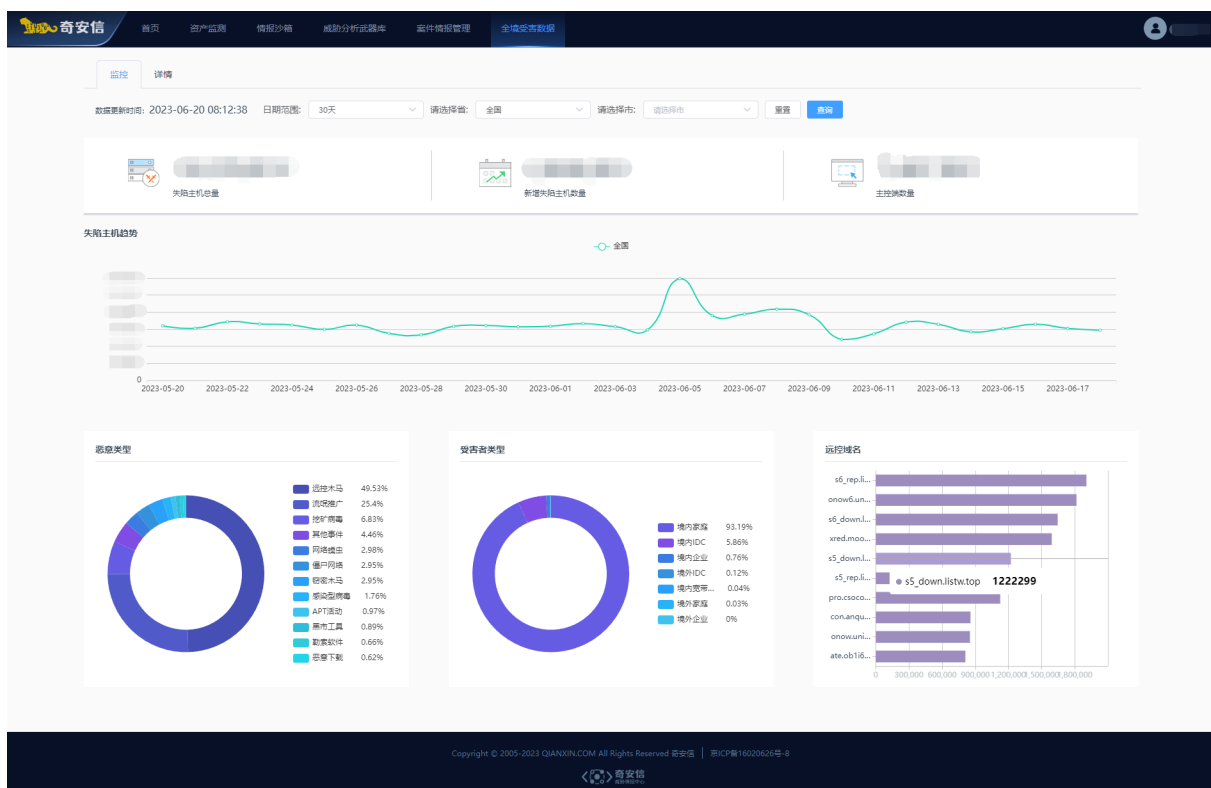 奇安信 首页 资产监测 情报沙箱 威胁分析武器库 案件情报管理 全境受害数据
监控 详情
数据更新时间: 2023-06-20 08:12:38 日期范围: 30天 请选择省: 全国 请选择市: 请选择市 重置 查询
失陷主机总量 新增失陷主机数量 主控端数量
失陷主机趋势
全国
0
2023-05-20 2023-05-22 2023-05-24 2023-05-26 2023-05-28 2023-05-30 2023-06-01 2023-06-03 2023-06-05 2023-06-07 2023-06-09 2023-06-11 2023-06-13 2023-06-15 2023-06-17
恶意类型
远控木马 49.53%
流氓推广 25.4%
挖矿病毒 6.83%
其他事件 4.46%
网络蠕虫 2.98%
僵尸网络 2.95%
窃密木马 2.95%
感染型病毒 1.76%
APT活动 0.97%
黑市工具 0.89%
勒索软件 0.66%
恶意下载 0.62%
受害者类型
境内家庭 93.19%
境内IDC 5.86%
境内企业 0.76%
境外IDC 0.12%
境内宽带... 0.04%
境外家庭 0.03%
境外企业 0%
远控域名
s6_rep.li...
onow6.un...
s6_down.l...
xred.moo...
s5_down.l...
s5_rep.li...
s5_down.listw.top 1222299
pro.csoco...
con.anqu...
onow.uni...
ate.ob1i6...
0 300,000 600,000 900,000 1,200,000 1,500,000 1,800,000
Copyright © 2005-2023 QIANXIN.COM All Rights Reserved 奇安信 | 京ICP备16020626号-8
奇安信
威胁情报中心